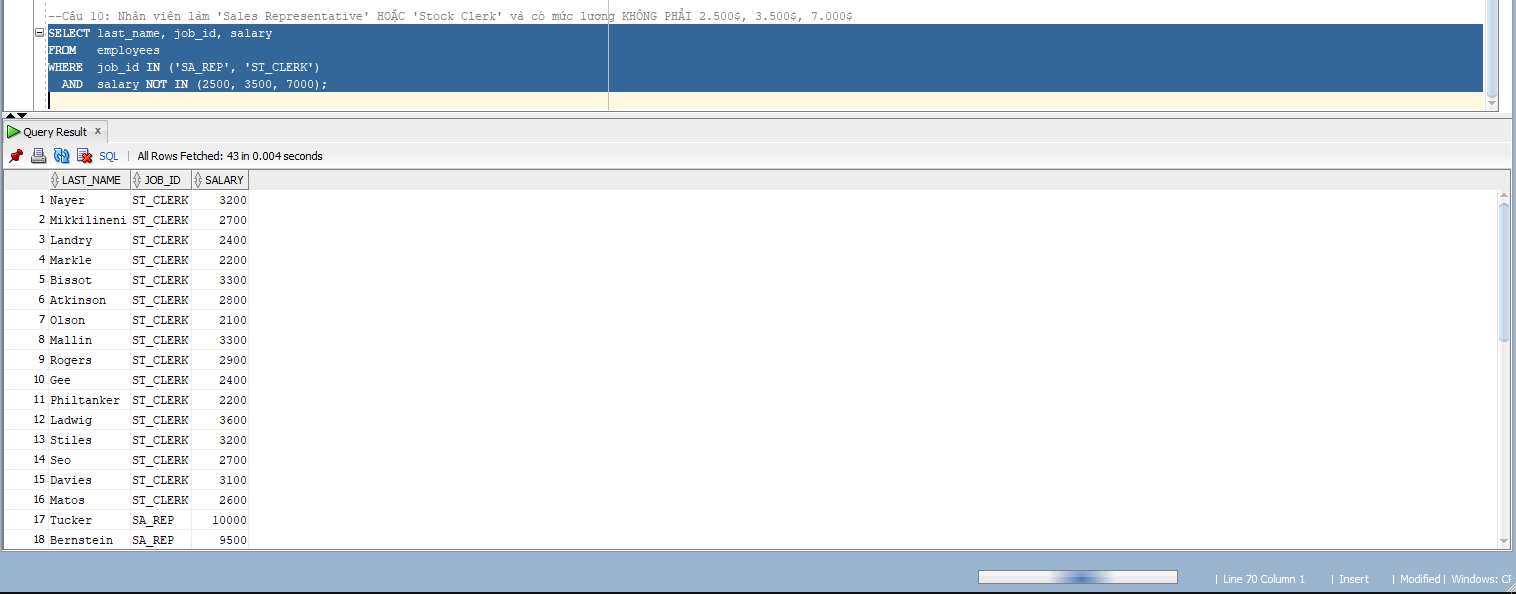 --Câu 10: Nhân viên làm 'Sales Representative' HOẶC 'Stock Clerk' và có mức lương KHÔNG PHẢI 2.500$, 3.500$, 7.000$
SELECT last_name, job_id, salary
FROM   employees
WHERE  job_id IN ('SA_REP', 'ST_CLERK')
  AND  salary NOT IN (2500, 3500, 7000);
Query Result x
SQL | All Rows Fetched: 43 in 0.004 seconds
LAST_NAME JOB_ID SALARY
1 Nayer ST_CLERK 3200
2 Mikkilineni ST_CLERK 2700
3 Landry ST_CLERK 2400
4 Markle ST_CLERK 2200
5 Bissot ST_CLERK 3300
6 Atkinson ST_CLERK 2800
7 Olson ST_CLERK 2100
8 Mallin ST_CLERK 3300
9 Rogers ST_CLERK 2900
10 Gee ST_CLERK 2400
11 Philtanker ST_CLERK 2200
12 Ladwig ST_CLERK 3600
13 Stiles ST_CLERK 3200
14 Seo ST_CLERK 2700
15 Davies ST_CLERK 3100
16 Matos ST_CLERK 2600
17 Tucker SA_REP 10000
18 Bernstein SA_REP 9500
| Line 70 Column 1 | Insert | Modified | Windows: